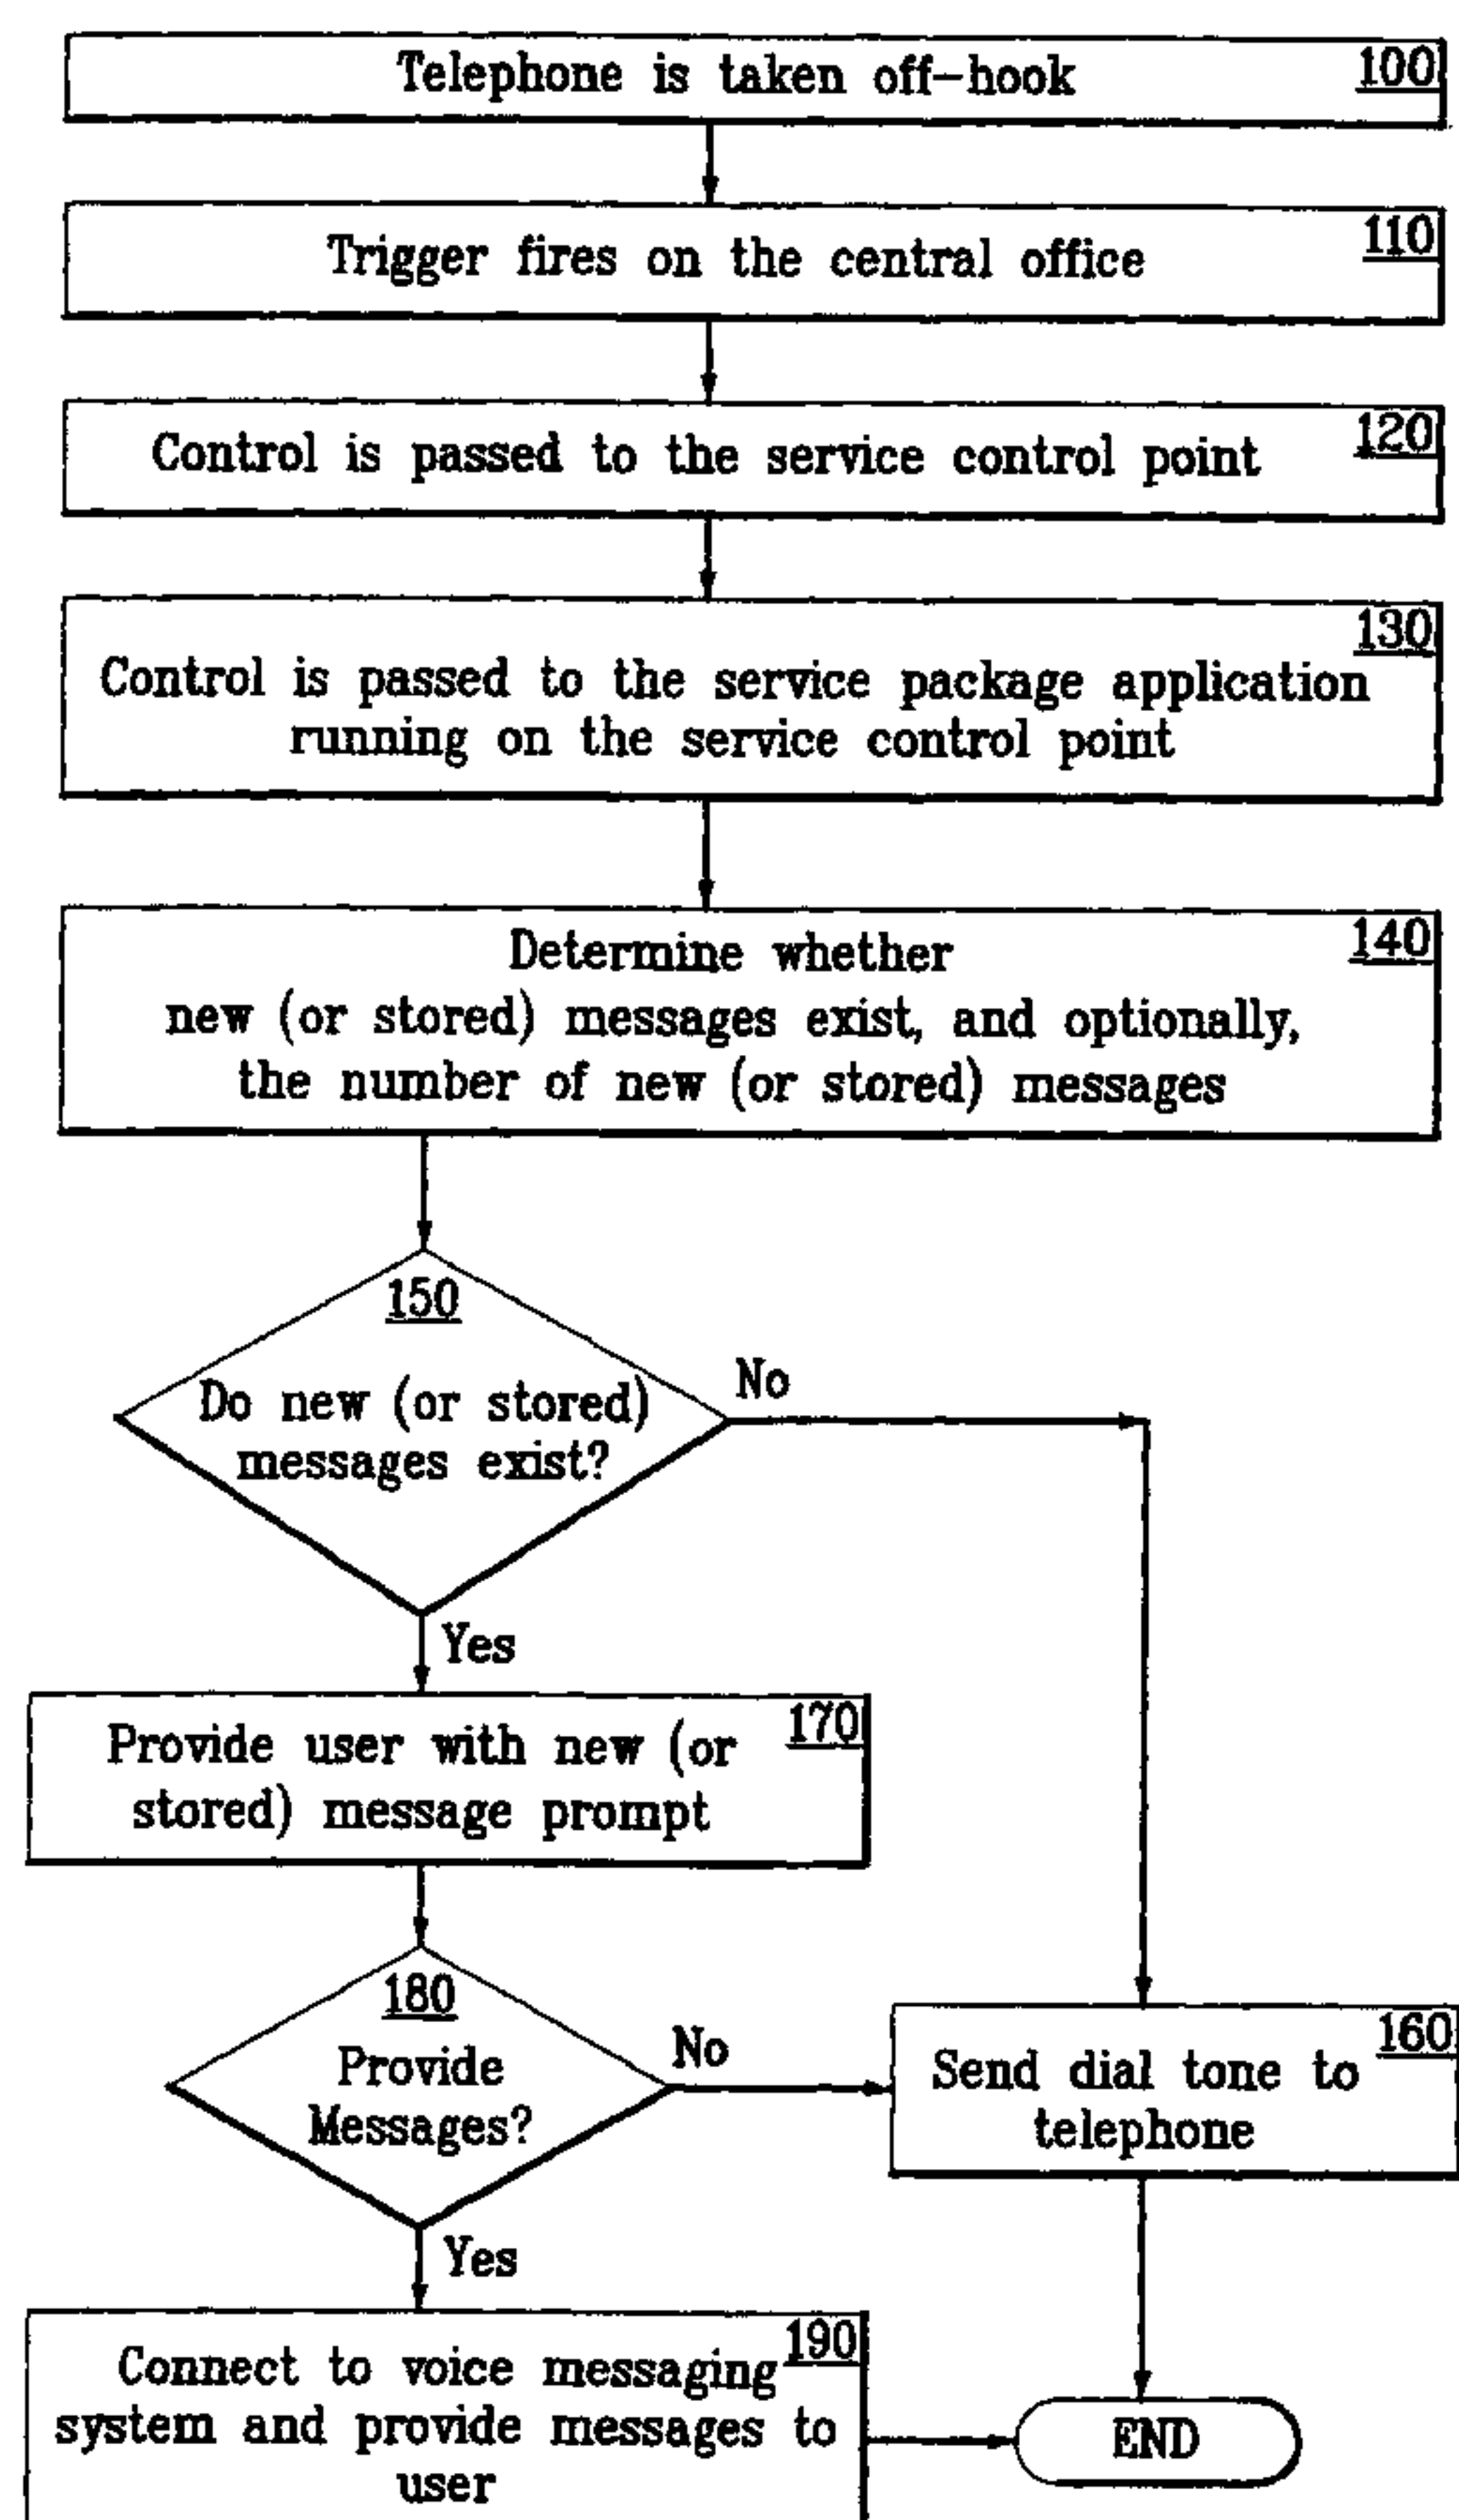 Telephone is taken off-hook 100
Trigger fires on the central office 110
Control is passed to the service control point 120
130
Control is passed to the service package application
running on the service control point
Determine whether 140
new (or stored) messages exist, and optionally,
the number of new (or stored) messages
150
Do new (or stored)
messages exist?
No
Yes
170
Provide user with new (or
stored) message prompt
180
Provide
Messages?
No
Yes
160
Send dial tone to
telephone
190
Connect to voice messaging
system and provide messages to
user
END